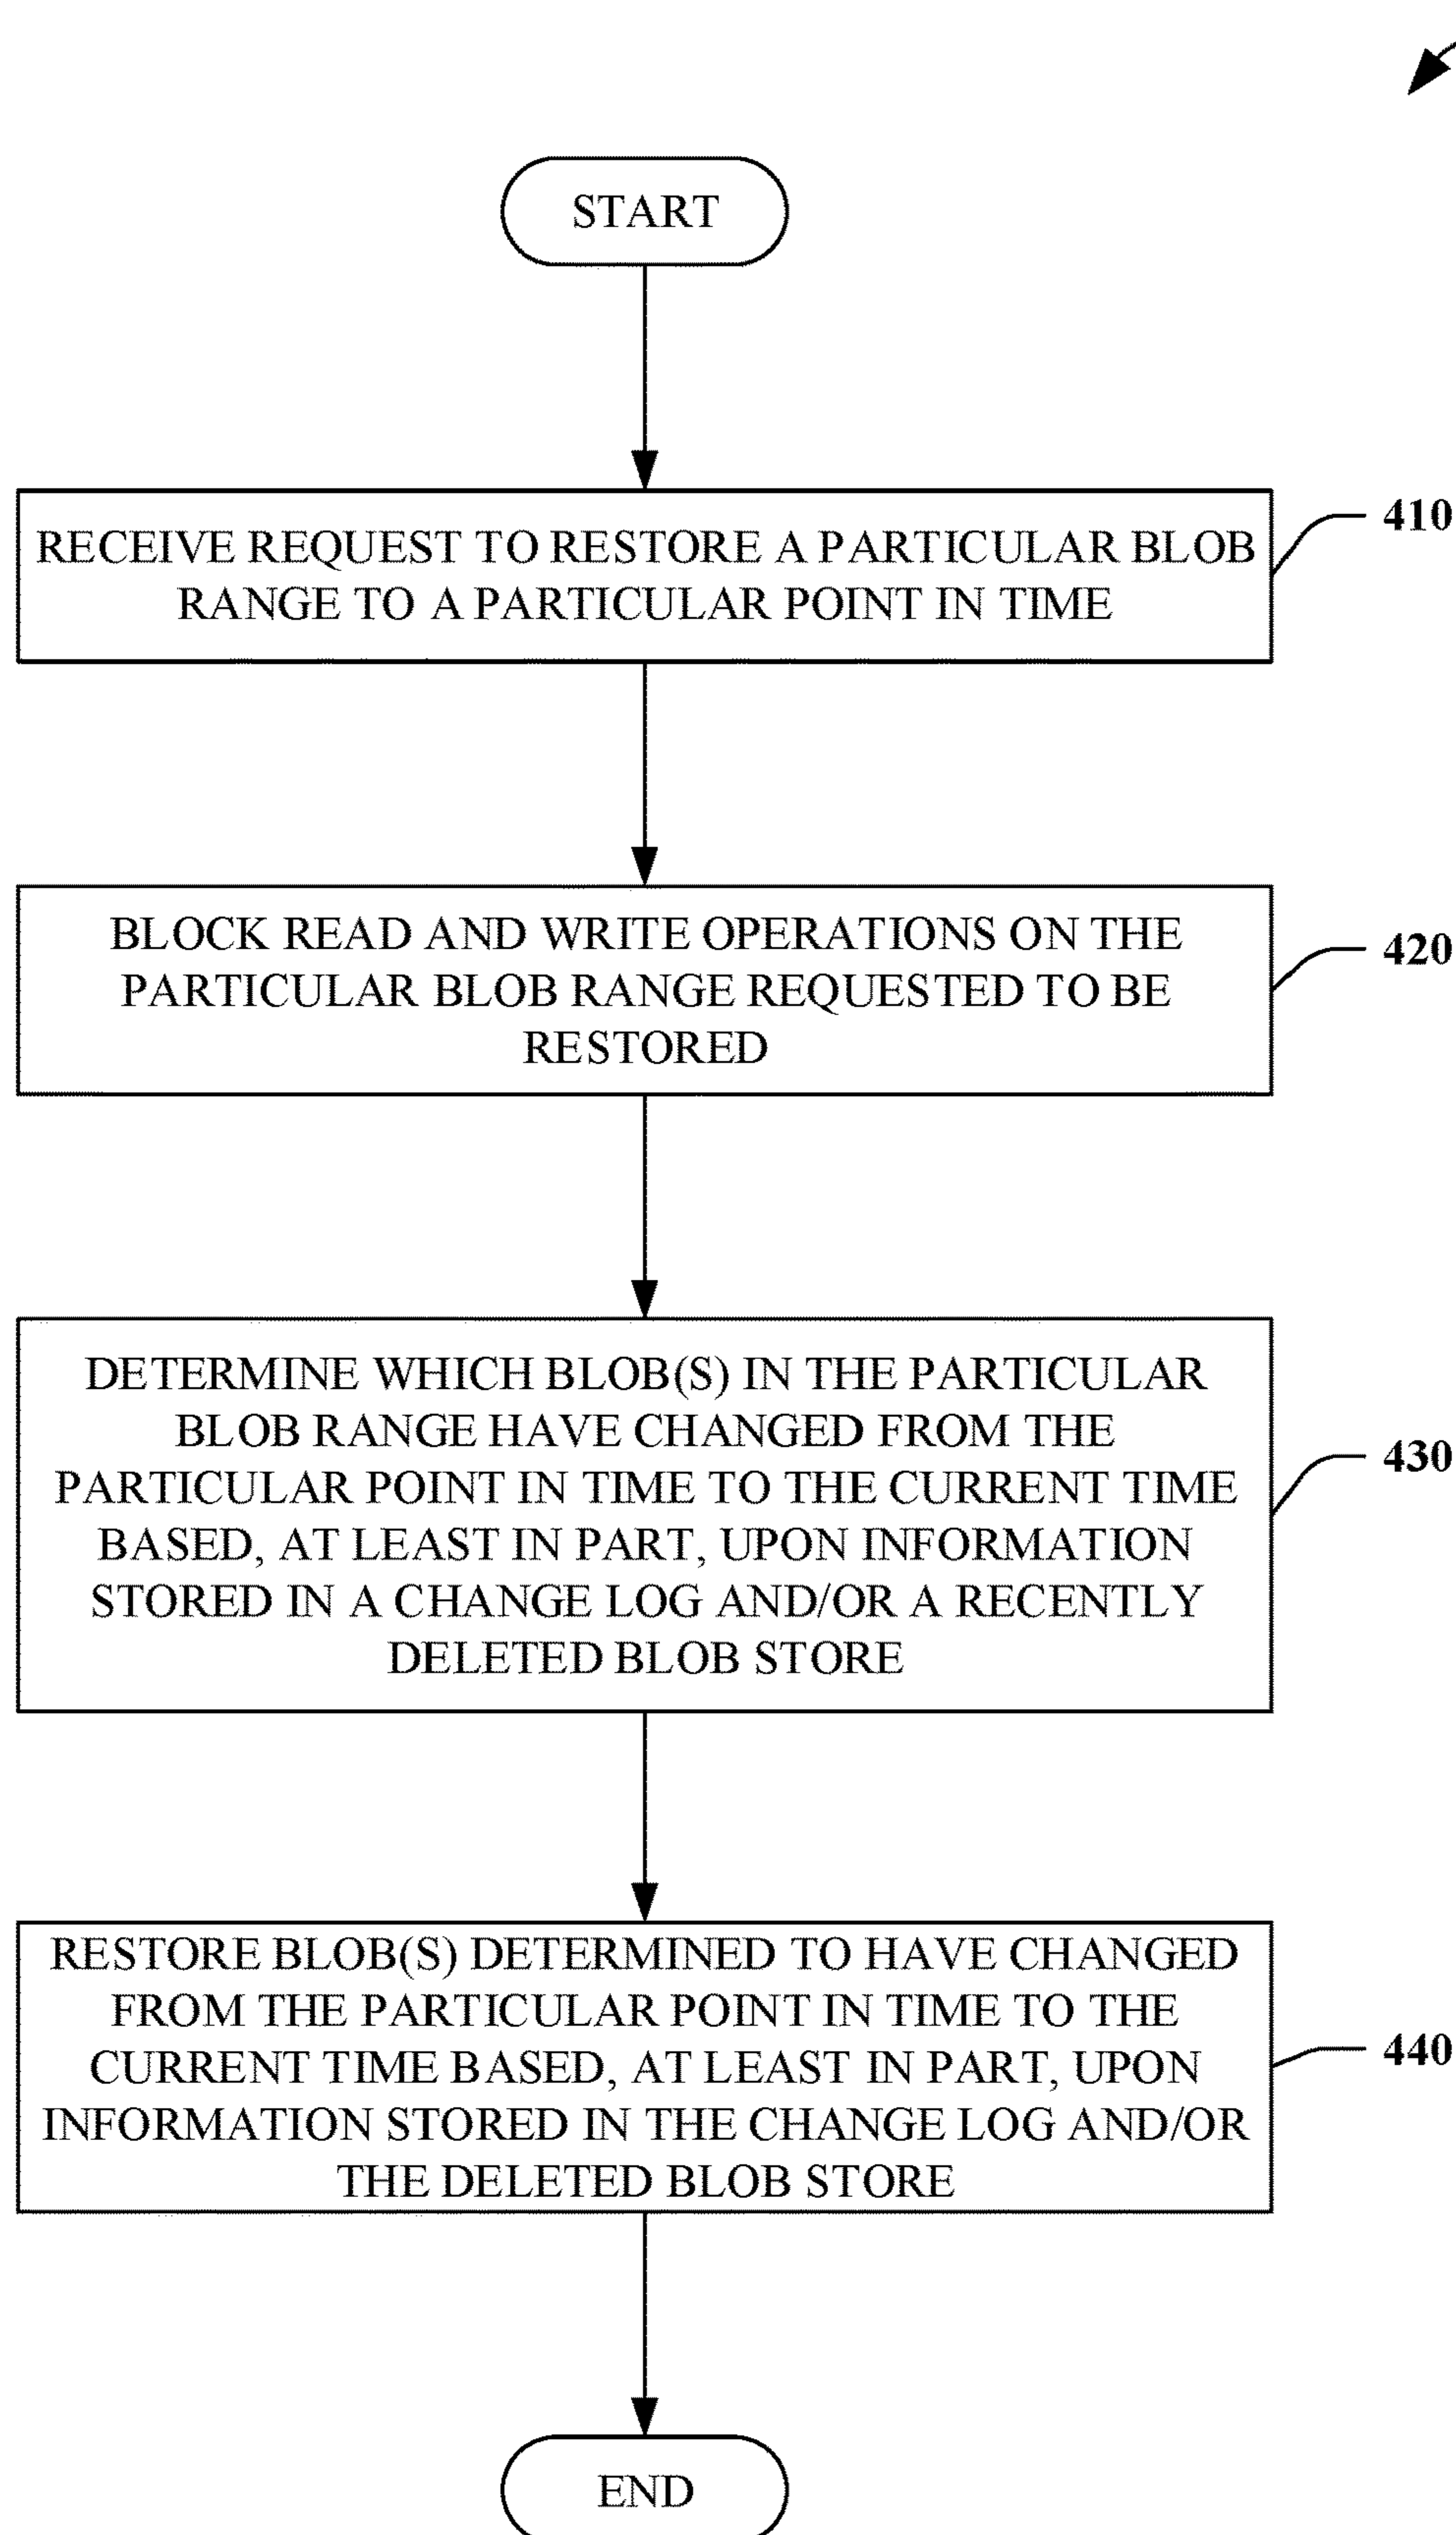 START
RECEIVE REQUEST TO RESTORE A PARTICULAR BLOB
RANGE TO A PARTICULAR POINT IN TIME
410
BLOCK READ AND WRITE OPERATIONS ON THE
PARTICULAR BLOB RANGE REQUESTED TO BE
RESTORED
420
DETERMINE WHICH BLOB(S) IN THE PARTICULAR
BLOB RANGE HAVE CHANGED FROM THE
PARTICULAR POINT IN TIME TO THE CURRENT TIME
BASED, AT LEAST IN PART, UPON INFORMATION
STORED IN A CHANGE LOG AND/OR A RECENTLY
DELETED BLOB STORE
430
RESTORE BLOB(S) DETERMINED TO HAVE CHANGED
FROM THE PARTICULAR POINT IN TIME TO THE
CURRENT TIME BASED, AT LEAST IN PART, UPON
INFORMATION STORED IN THE CHANGE LOG AND/OR
THE DELETED BLOB STORE
440
END